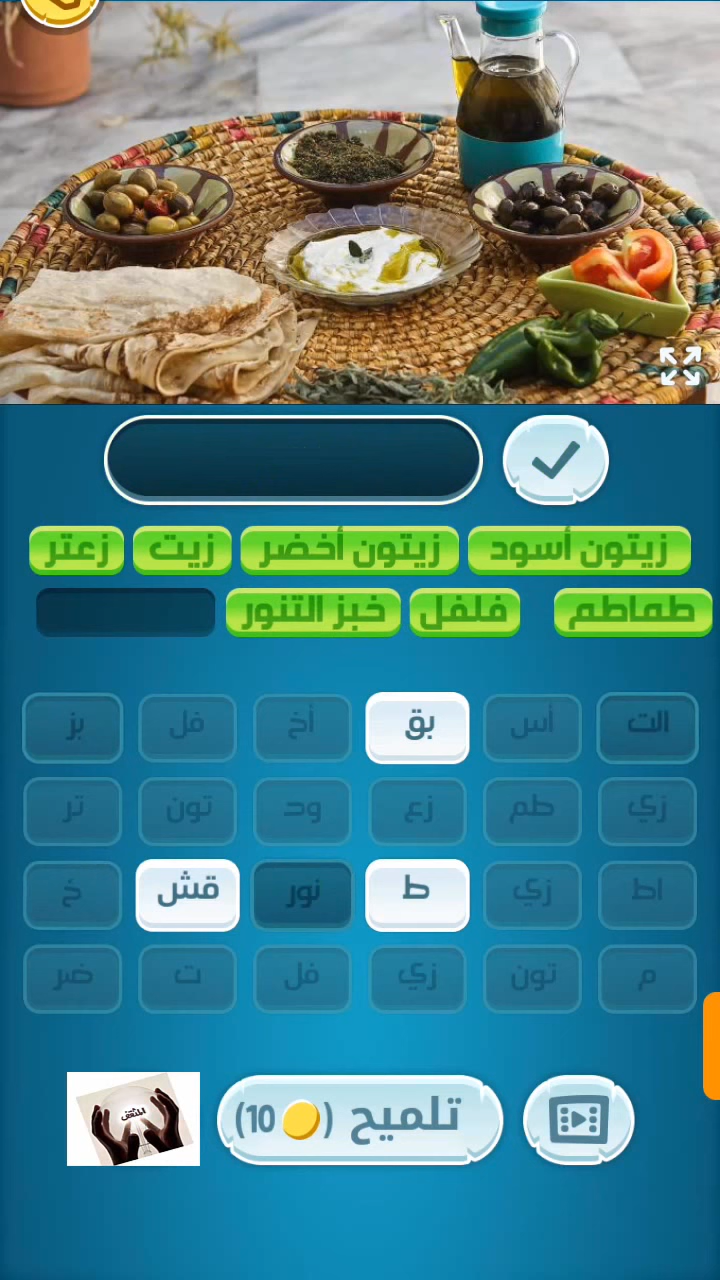 زيتون أسود زيتون أخضر زيت زعتر
طماطم فلفل خبز التنور
الت أس بق أخ فل بز
زي طم زع ود تون تر
اط زي ط نور قش خ
م تون زي فل ت ضر
تلميح (10)